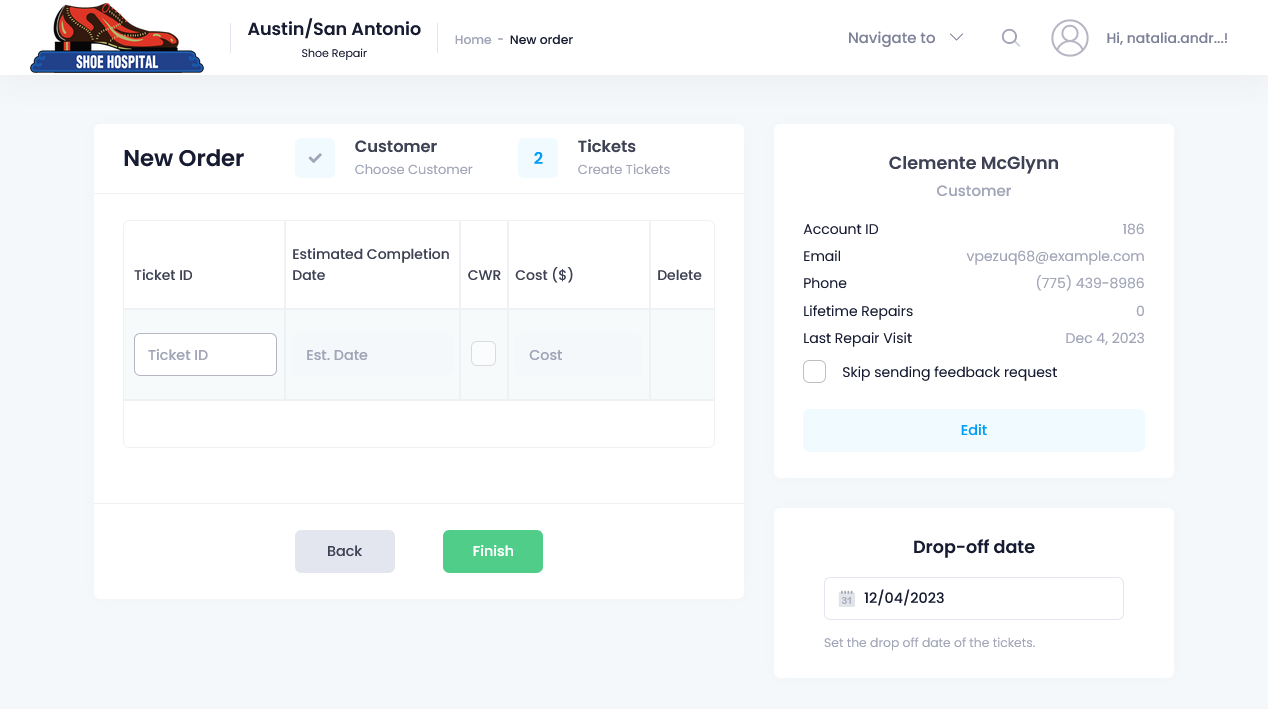 SHOE HOSPITAL
Austin/San Antonio
Shoe Repair
Home - New order
Navigate to
Hi, natalia.andr...!
New Order
Customer
Choose Customer
2
Tickets
Create Tickets
Ticket ID
Estimated Completion
Date
CWR
Cost ($)
Delete
Ticket ID
Est. Date
Cost
Back
Finish
Clemente McGlynn
Customer
Account ID 186
Email vpezuq68@example.com
Phone (775) 439-8986
Lifetime Repairs 0
Last Repair Visit Dec 4, 2023
Skip sending feedback request
Edit
Drop-off date
31 12/04/2023
Set the drop off date of the tickets.